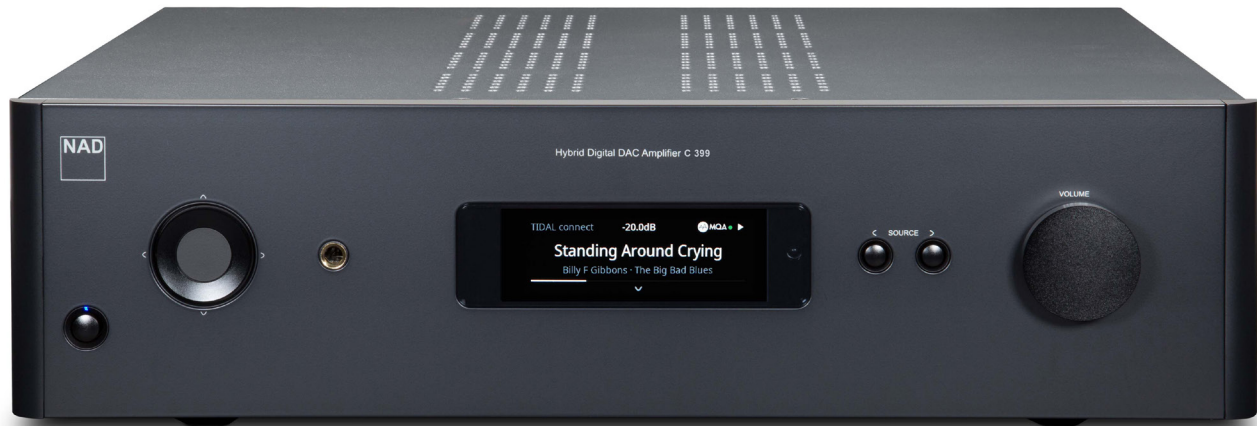 NAD
Hybrid Digital DAC Amplifier C 399
VOLUME
TIDAL connect -20.0dB MQA
Standing Around Crying
Billy F Gibbons · The Big Bad Blues
< SOURCE >